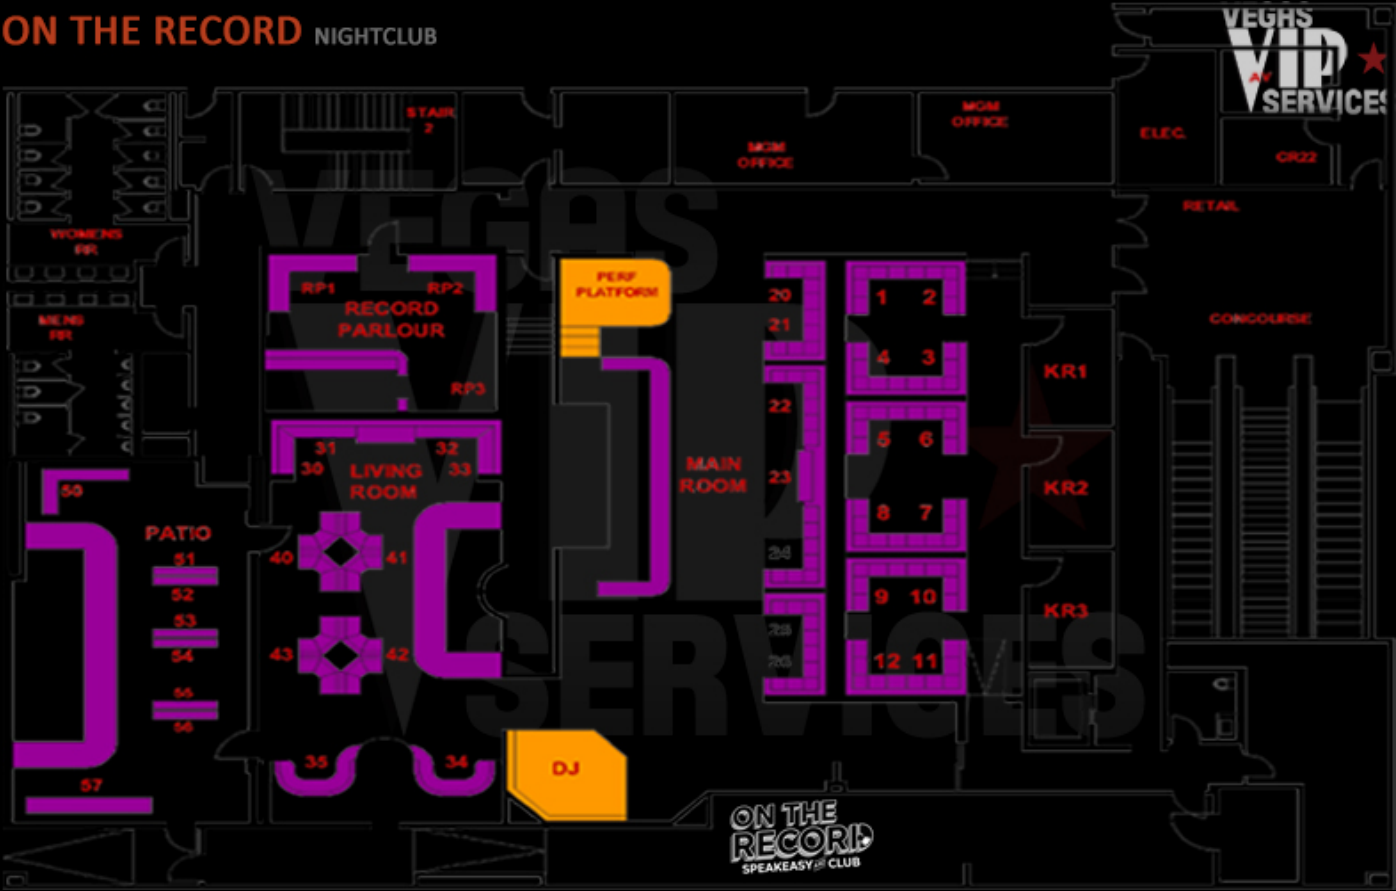 ON THE RECORD NIGHTCLUB
VEGAS
VIP
SERVICES
AV
STAIR
2
MGM
OFFICE
MGM
OFFICE
ELEC.
CR22
RETAIL
CONCOURSE
WOMENS
RR
MENS
RR
VEGAS
SERVICES
RP1
RP2
RECORD
PARLOUR
RP3
PERF
PLATFORM
20
21
22
23
24
25
26
MAIN
ROOM
1
2
4
3
5
6
8
7
9
10
12
11
KR1
KR2
KR3
31
32
30
33
LIVING
ROOM
40
41
43
42
35
34
50
PATIO
51
52
53
54
55
56
57
DJ
ON THE
RECORD
SPEAKEASY AND CLUB